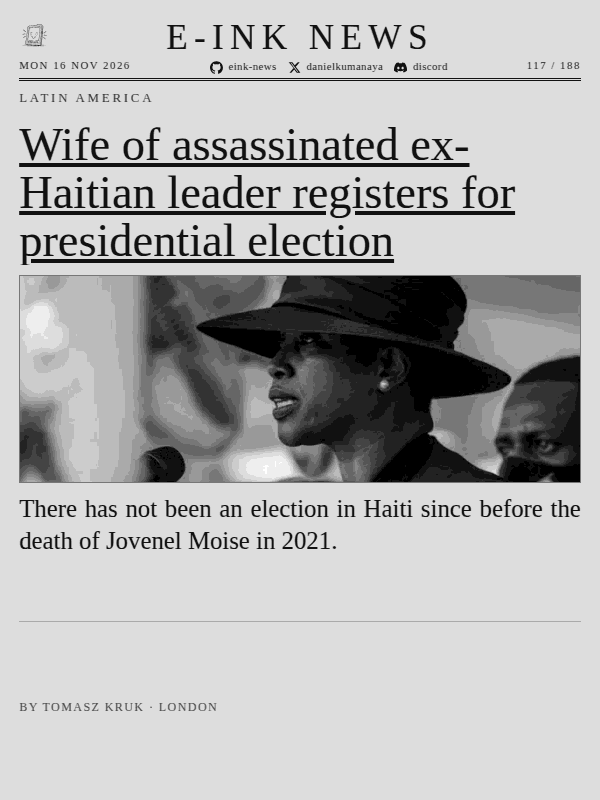 E-INK NEWS
MON 16 NOV 2026
eink-news
danielkumanaya
discord
117 / 188
LATIN AMERICA
Wife of assassinated ex-
Haitian leader registers for
presidential election
There has not been an election in Haiti since before the
death of Jovenel Moise in 2021.
BY TOMASZ KRUK · LONDON